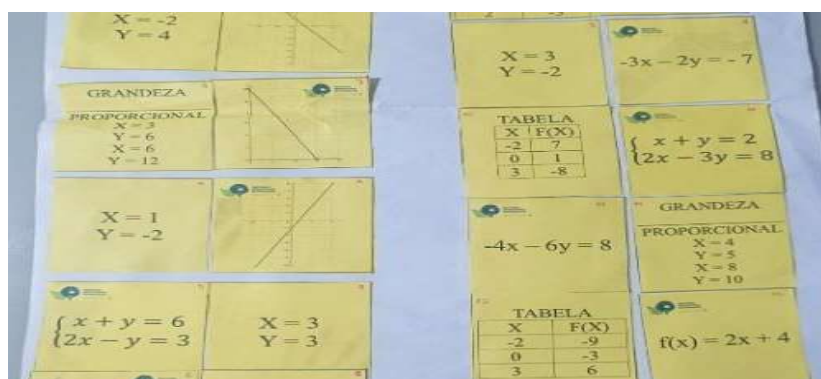 X = -2
Y = 4
GRANDEZA
PROPORCIONAL
X = 3
Y = 6
X = 6
Y = 12
X = 1
Y = -2
{ x + y = 6
2x − y = 3
X = 3
Y = 3
X = 3
Y = -2
-3x − 2y = - 7
TABELA
X F(X)
-2 7
0 1
3 -8
{ x + y = 2
2x − 3y = 8
-4x − 6y = 8
GRANDEZA
PROPORCIONAL
X = 4
Y = 5
X = 8
Y = 10
TABELA
X F(X)
-2 -9
0 -3
3 6
f(x) = 2x + 4